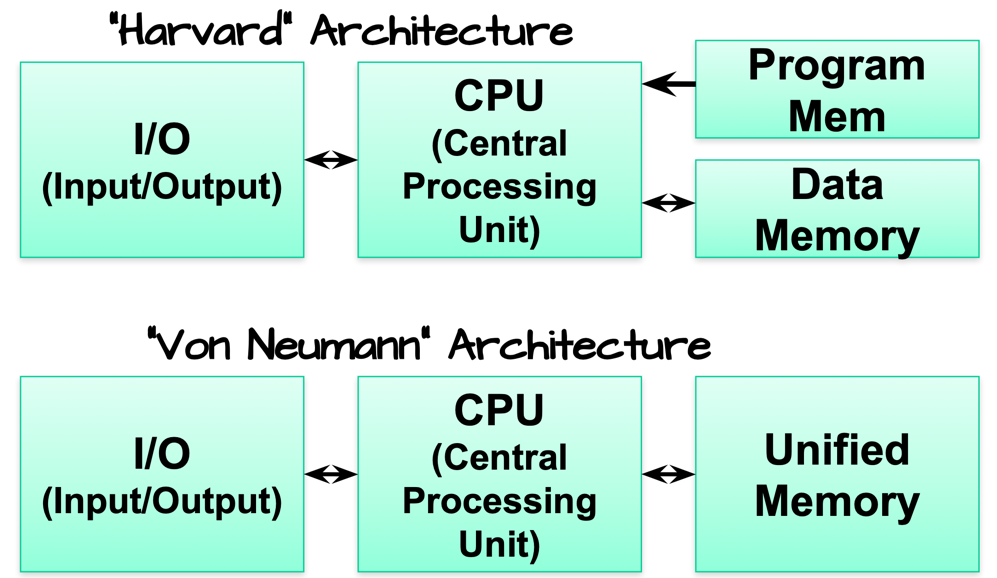 "Harvard" Architecture
I/O
(Input/Output)
CPU
(Central
Processing
Unit)
Program
Mem
Data
Memory
"Von Neumann" Architecture
I/O
(Input/Output)
CPU
(Central
Processing
Unit)
Unified
Memory